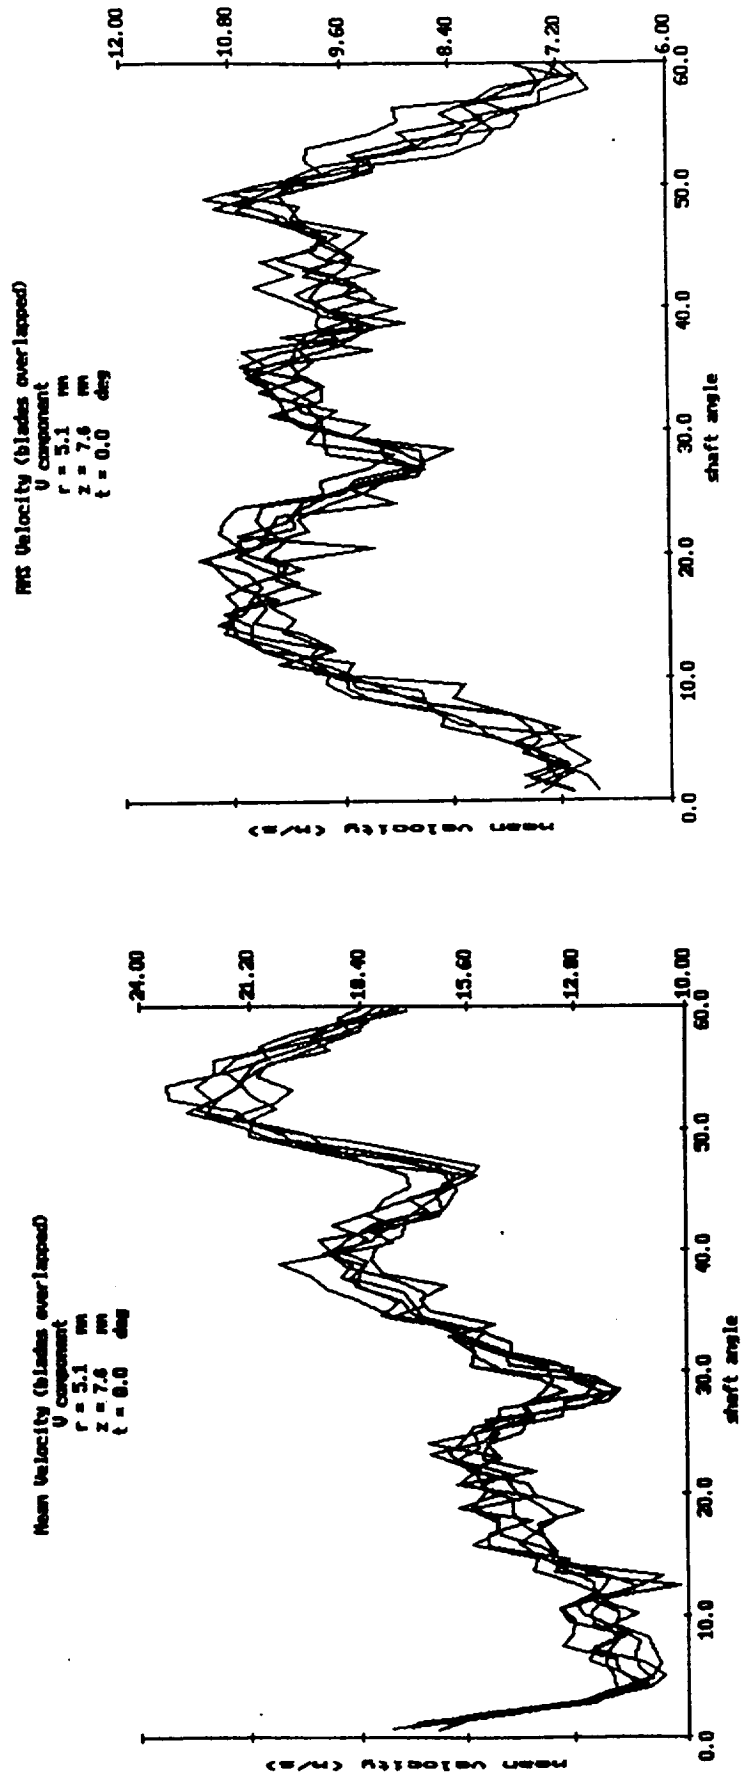 Mean Velocity (blades overlapped)
V component
r = 5.1 mm
z = 7.6 mm
t = 0.0 deg
mean velocity (m/s)
24.00
21.20
18.40
15.60
12.80
10.00
0.0 10.0 20.0 30.0 40.0 50.0 60.0
shaft angle
RMS Velocity (blades overlapped)
V component
r = 5.1 mm
z = 7.6 mm
t = 0.0 deg
mean velocity (m/s)
12.00
10.80
9.60
8.40
7.20
6.00
0.0 10.0 20.0 30.0 40.0 50.0 60.0
shaft angle